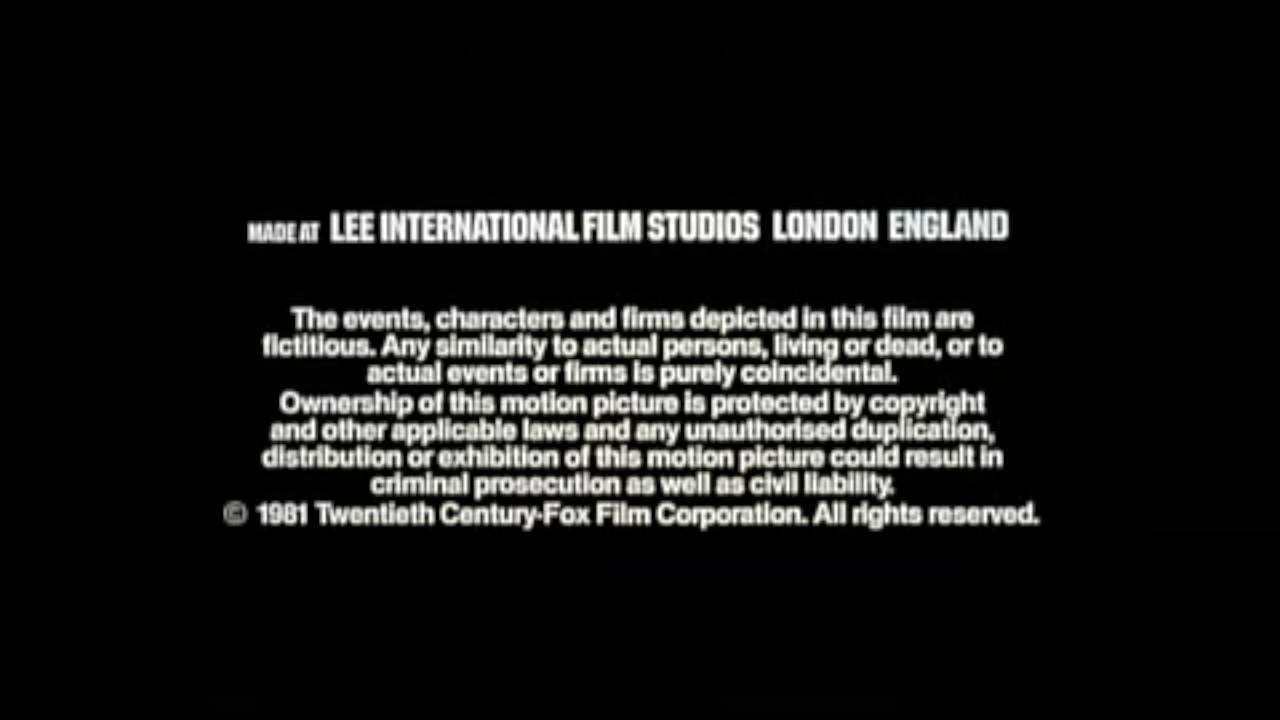 MADE AT LEE INTERNATIONAL FILM STUDIOS LONDON ENGLAND
The events, characters and firms depicted in this film are
fictitious. Any similarity to actual persons, living or dead, or to
actual events or firms is purely coincidental.
Ownership of this motion picture is protected by copyright
and other applicable laws and any unauthorised duplication,
distribution or exhibition of this motion picture could result in
criminal prosecution as well as civil liability.
© 1981 Twentieth Century-Fox Film Corporation. All rights reserved.